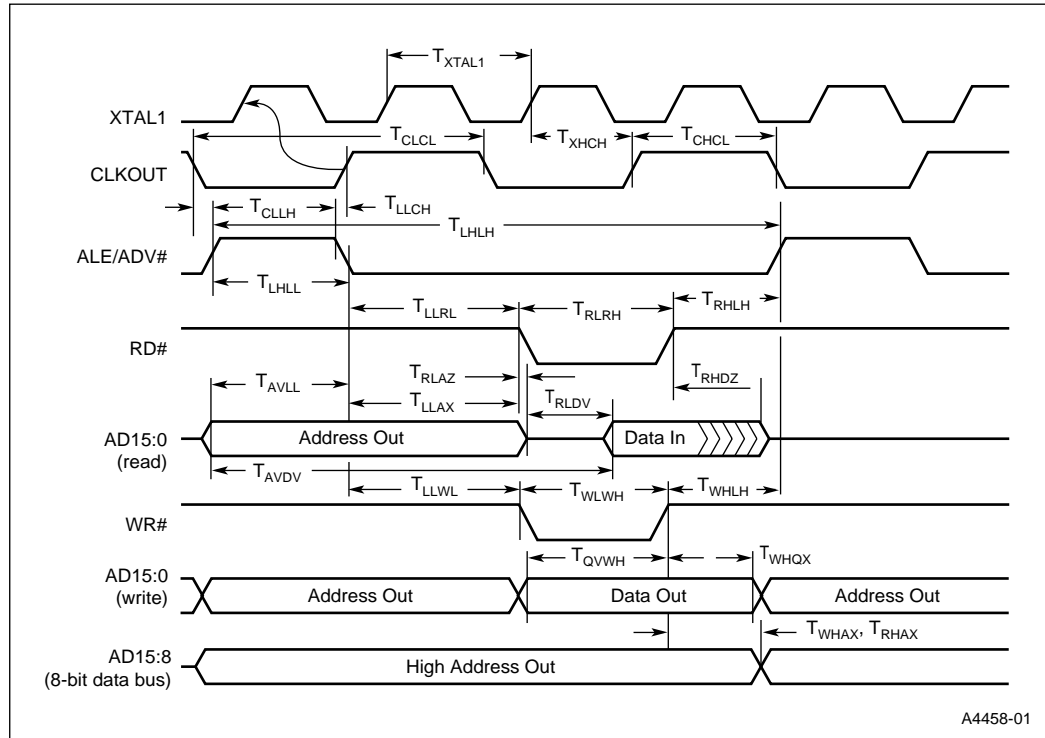 TXTAL1
XTAL1
TCLCL
TXHCH
TCHCL
CLKOUT
TCLLH
TLLCH
TLHLH
ALE/ADV#
TLHLL
TLLRL
TRLRH
TRHLH
RD#
TAVLL
TRLAZ
TRHDZ
TLLAX
TRLDV
AD15:0
(read)
Address Out
Data In
TAVDV
TLLWL
TWLWH
TWHLH
WR#
TQVWH
TWHQX
AD15:0
(write)
Address Out
Data Out
Address Out
TWHAX, TRHAX
AD15:8
(8-bit data bus)
High Address Out
A4458-01